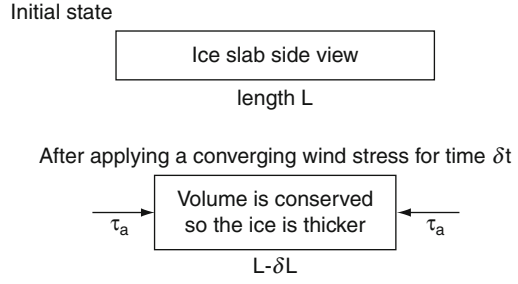 Initial state
Ice slab side view
length L
After applying a converging wind stress for time δt
Volume is conserved
so the ice is thicker
τa
τa
L-δL